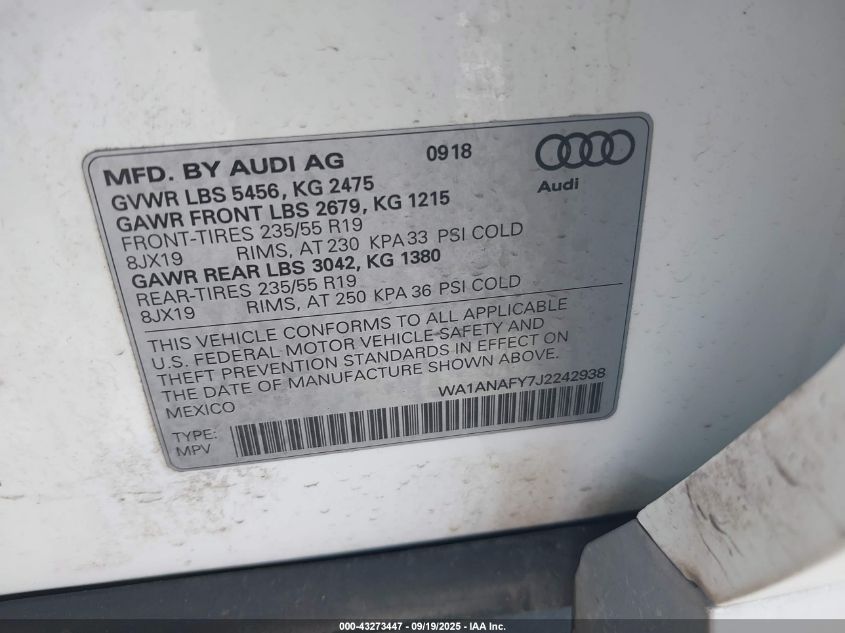 MFD. BY AUDI AG 0918
Audi
GVWR LBS 5456, KG 2475
GAWR FRONT LBS 2679, KG 1215
FRONT-TIRES 235/55 R19
8JX19 RIMS, AT 230 KPA 33 PSI COLD
GAWR REAR LBS 3042, KG 1380
REAR-TIRES 235/55 R19
8JX19 RIMS, AT 250 KPA 36 PSI COLD
THIS VEHICLE CONFORMS TO ALL APPLICABLE
U.S. FEDERAL MOTOR VEHICLE SAFETY AND
THEFT PREVENTION STANDARDS IN EFFECT ON
THE DATE OF MANUFACTURE SHOWN ABOVE.
MEXICO WA1ANAFY7J2242938
TYPE:
MPV
000-43273447 - 09/19/2025 - IAA Inc.